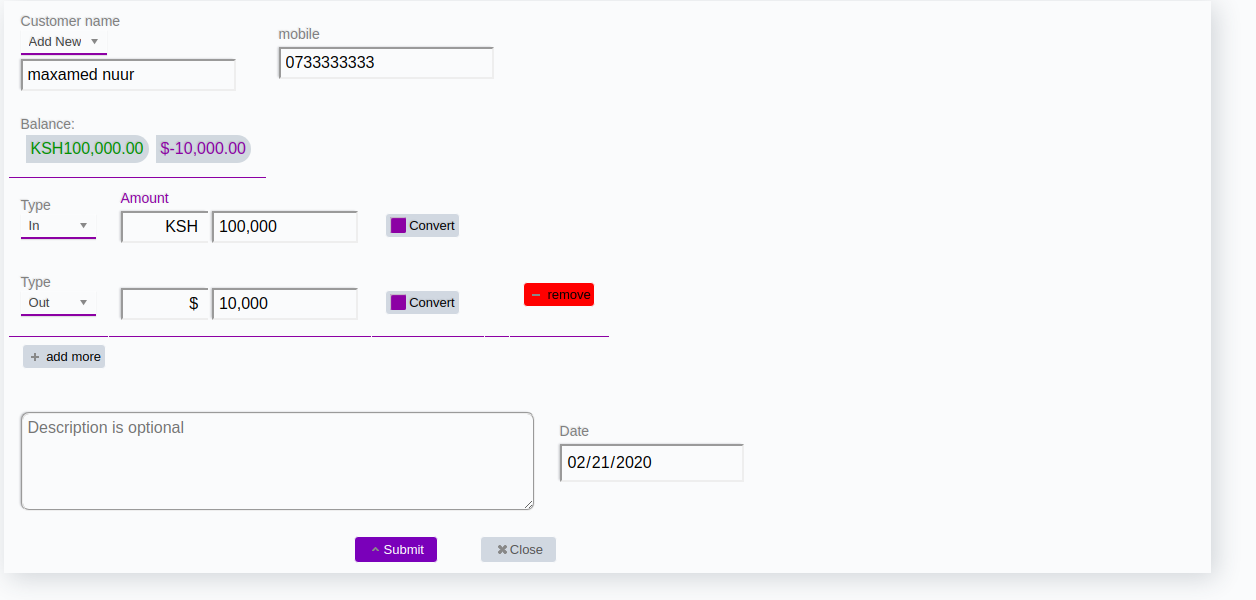 Customer name
Add New
maxamed nuur
mobile
0733333333
Balance:
KSH100,000.00 $-10,000.00
Type
In
Amount
KSH 100,000
Convert
Type
Out
$ 10,000
Convert
remove
+ add more
Description is optional
Date
02/21/2020
Submit
Close